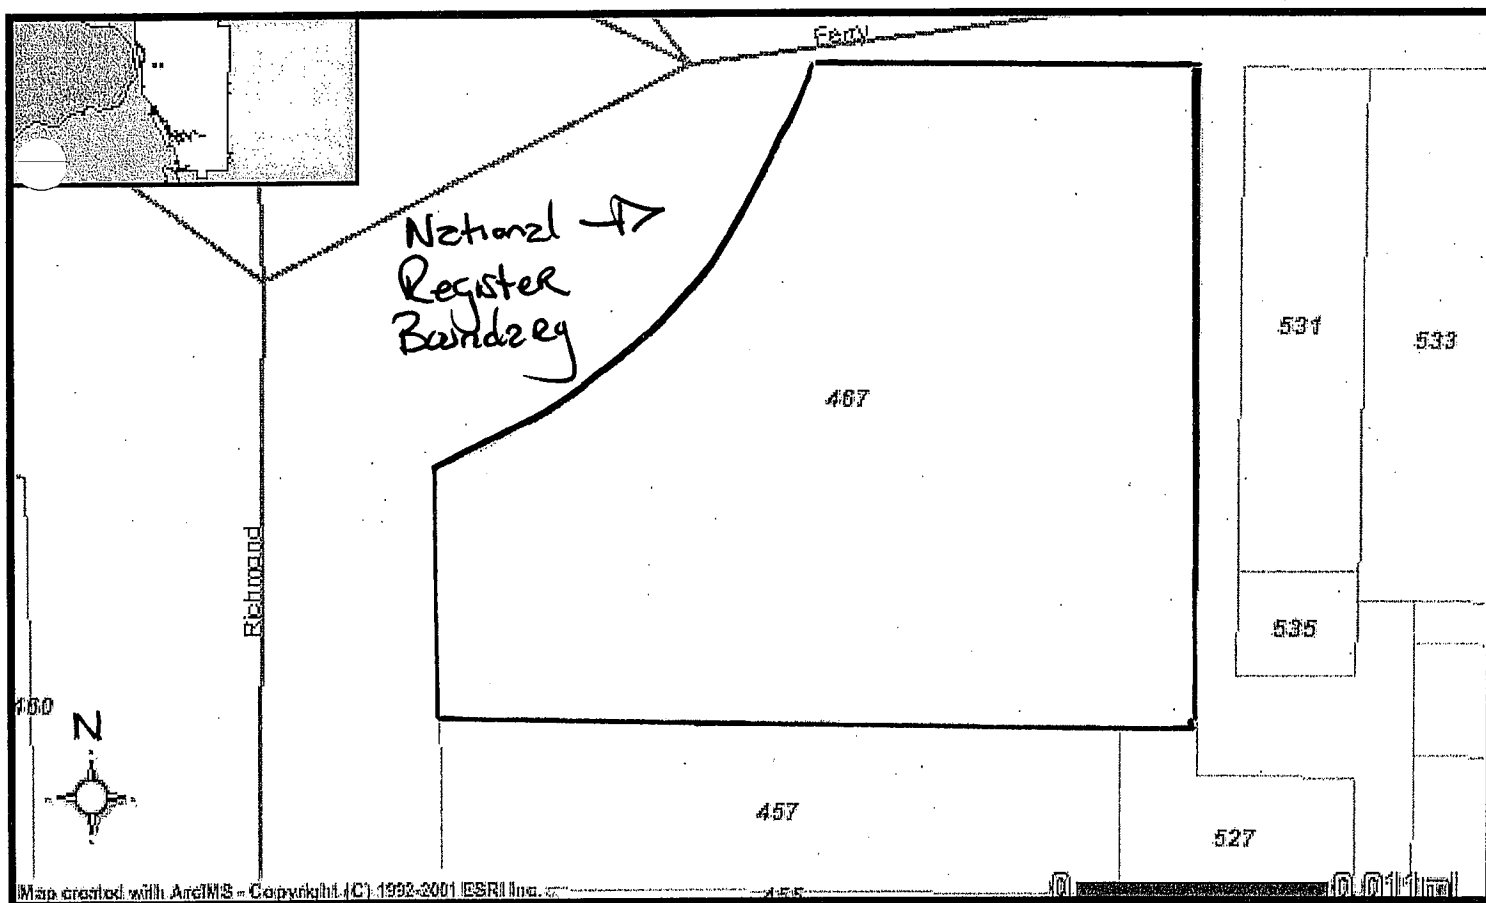 Ferry
National
Register
Boundary
531
533
467
Richmond
535
460
N
457
527
Map created with ArcIMS - Copyright (C) 1992-2001 ESRI Inc.
455
0 0.011mi